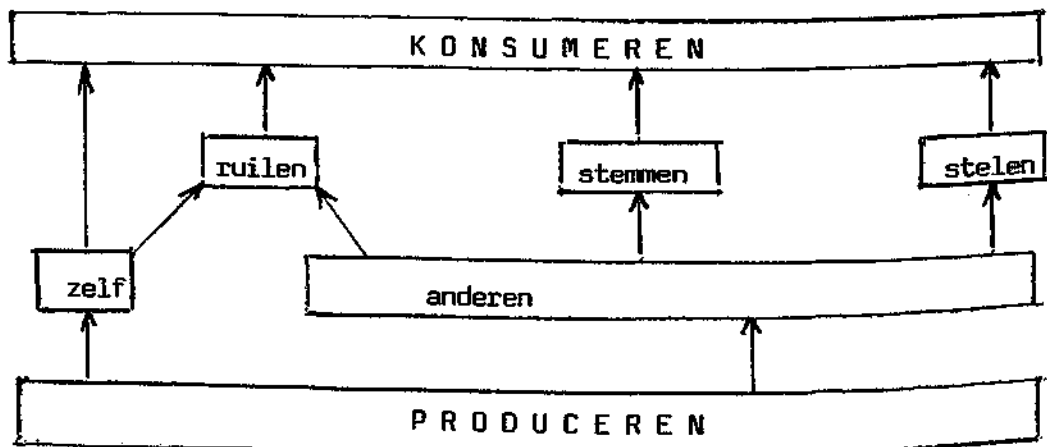 KONSUMEREN
ruilen
stemmen
stelen
zelf
anderen
PRODUCEREN